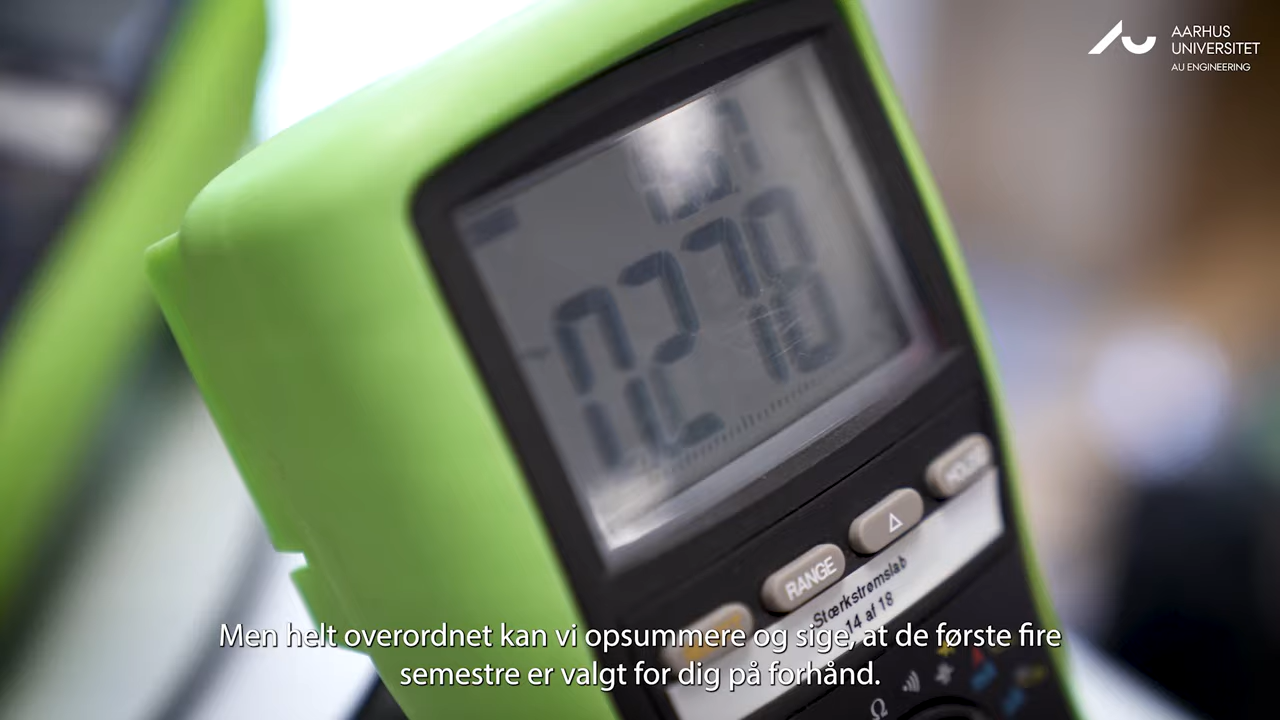 AARHUS
UNIVERSITET
AU ENGINEERING
RANGE
Δ
Stærkstrømslab
14 af 18
Ω
Men helt overordnet kan vi opsummere og sige, at de første fire
semestre er valgt for dig på forhånd.